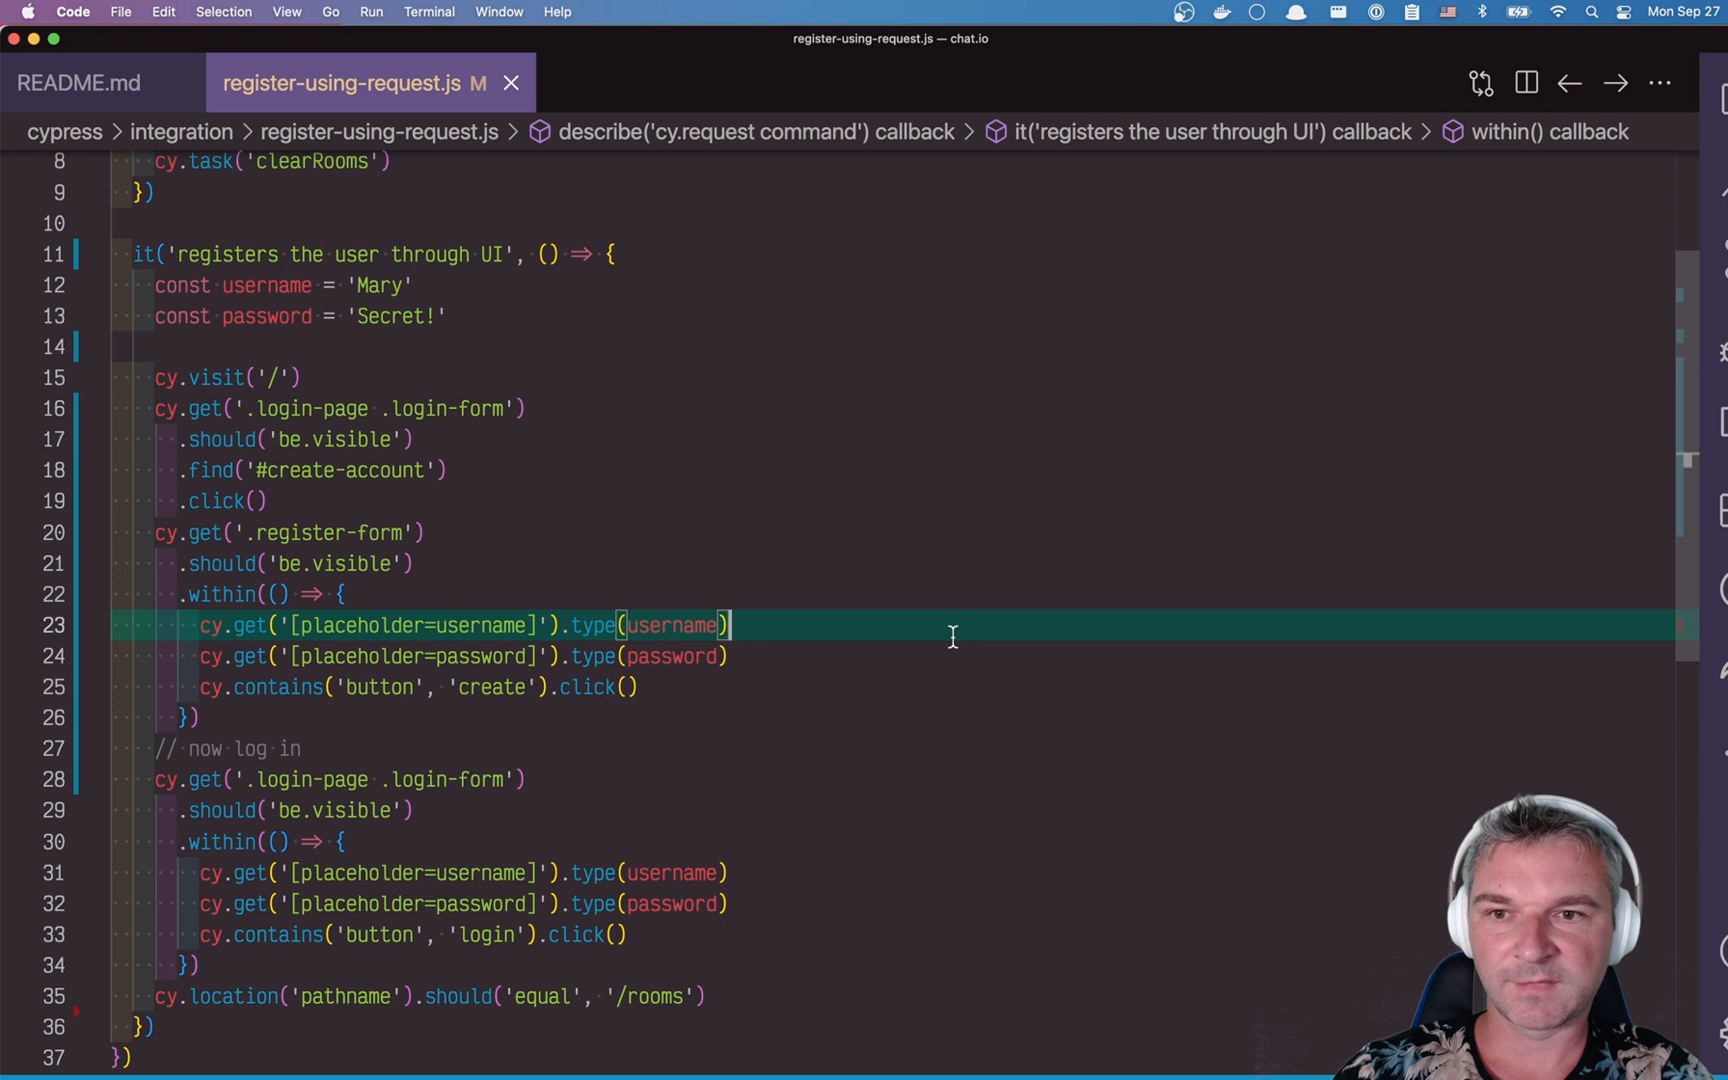 Code File Edit Selection View Go Run Terminal Window Help Mon Sep 27
register-using-request.js — chat.io
README.md register-using-request.js M
cypress > integration > register-using-request.js > describe('cy.request command') callback > it('registers the user through UI') callback > within() callback
8 cy.task('clearRooms')
9 })
10
11 it('registers the user through UI', () => {
12 const username = 'Mary'
13 const password = 'Secret!'
14
15 cy.visit('/')
16 cy.get('.login-page .login-form')
17 .should('be.visible')
18 .find('#create-account')
19 .click()
20 cy.get('.register-form')
21 .should('be.visible')
22 .within(() => {
23 cy.get('[placeholder=username]').type(username)
24 cy.get('[placeholder=password]').type(password)
25 cy.contains('button', 'create').click()
26 })
27 // now log in
28 cy.get('.login-page .login-form')
29 .should('be.visible')
30 .within(() => {
31 cy.get('[placeholder=username]').type(username)
32 cy.get('[placeholder=password]').type(password)
33 cy.contains('button', 'login').click()
34 })
35 cy.location('pathname').should('equal', '/rooms')
36 })
37 })